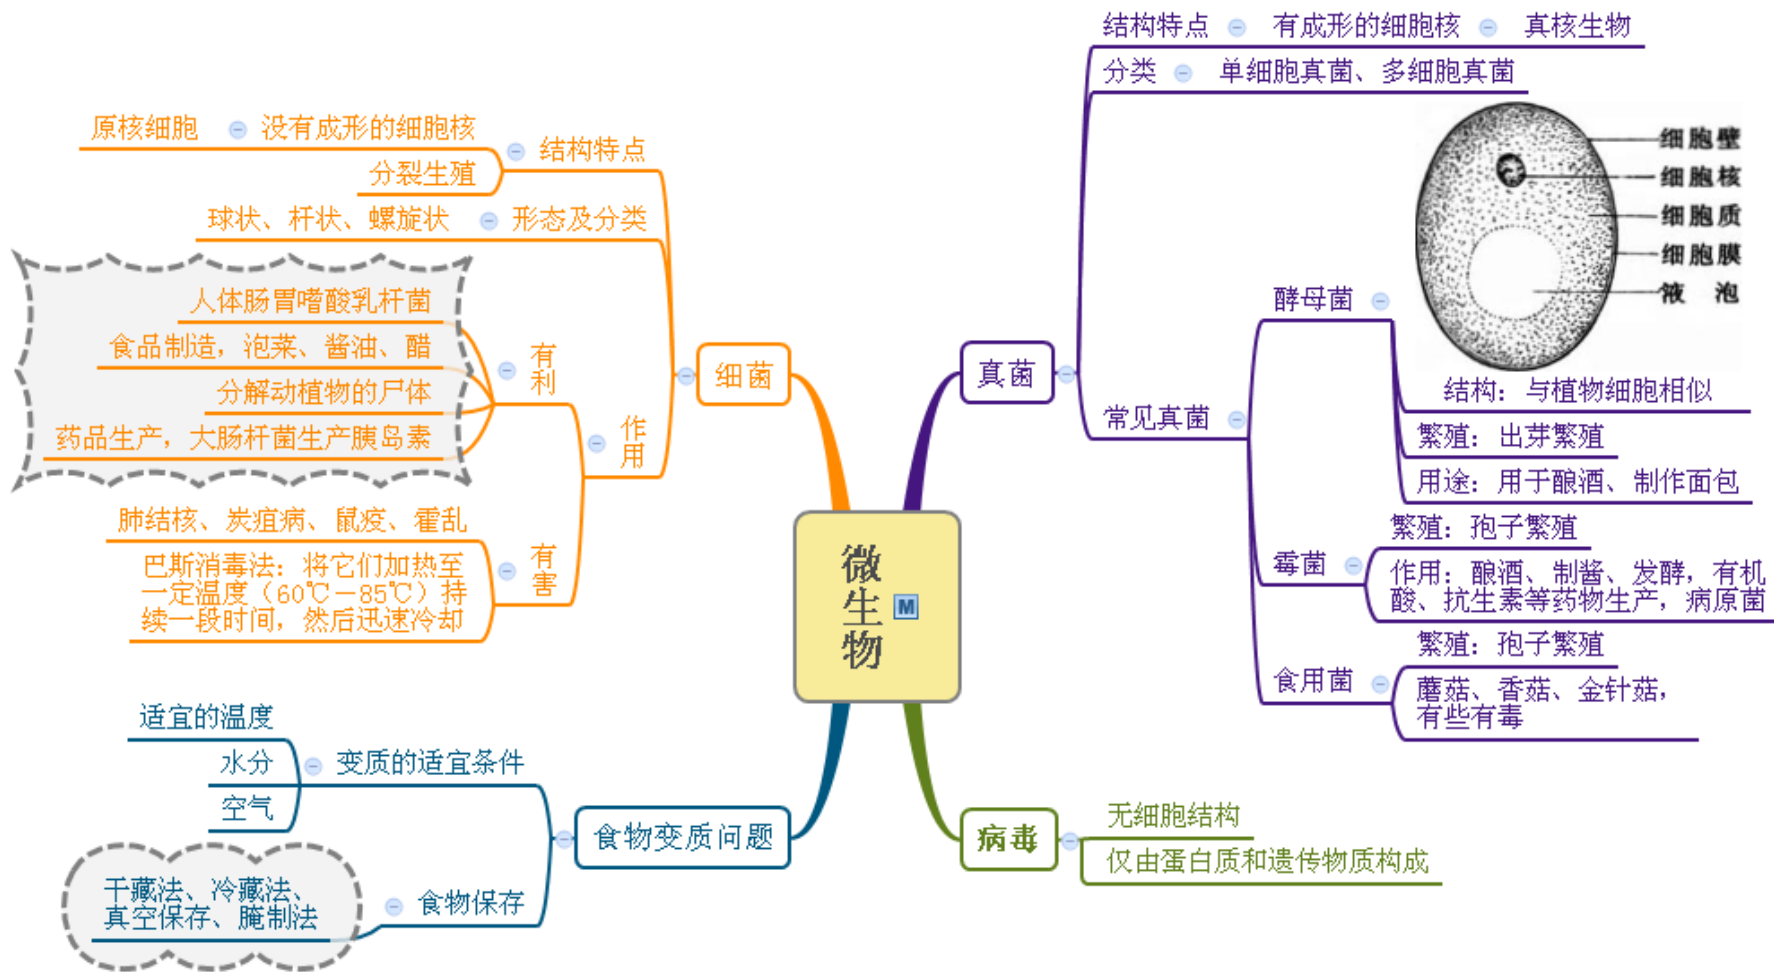 微生物
M
细菌
结构特点
没有成形的细胞核
原核细胞
分裂生殖
形态及分类
球状、杆状、螺旋状
作用
有利
人体肠胃嗜酸乳杆菌
食品制造，泡菜、酱油、醋
分解动植物的尸体
药品生产，大肠杆菌生产胰岛素
有害
肺结核、炭疽病、鼠疫、霍乱
巴斯消毒法：将它们加热至
一定温度（60℃－85℃）持
续一段时间，然后迅速冷却
食物变质问题
变质的适宜条件
适宜的温度
水分
空气
食物保存
干藏法、冷藏法、
真空保存、腌制法
真菌
结构特点
有成形的细胞核
真核生物
分类
单细胞真菌、多细胞真菌
常见真菌
酵母菌
细胞壁
细胞核
细胞质
细胞膜
液泡
结构：与植物细胞相似
繁殖：出芽繁殖
用途：用于酿酒、制作面包
霉菌
繁殖：孢子繁殖
作用：酿酒、制酱、发酵，有机
酸、抗生素等药物生产，病原菌
食用菌
繁殖：孢子繁殖
蘑菇、香菇、金针菇，
有些有毒
病毒
无细胞结构
仅由蛋白质和遗传物质构成